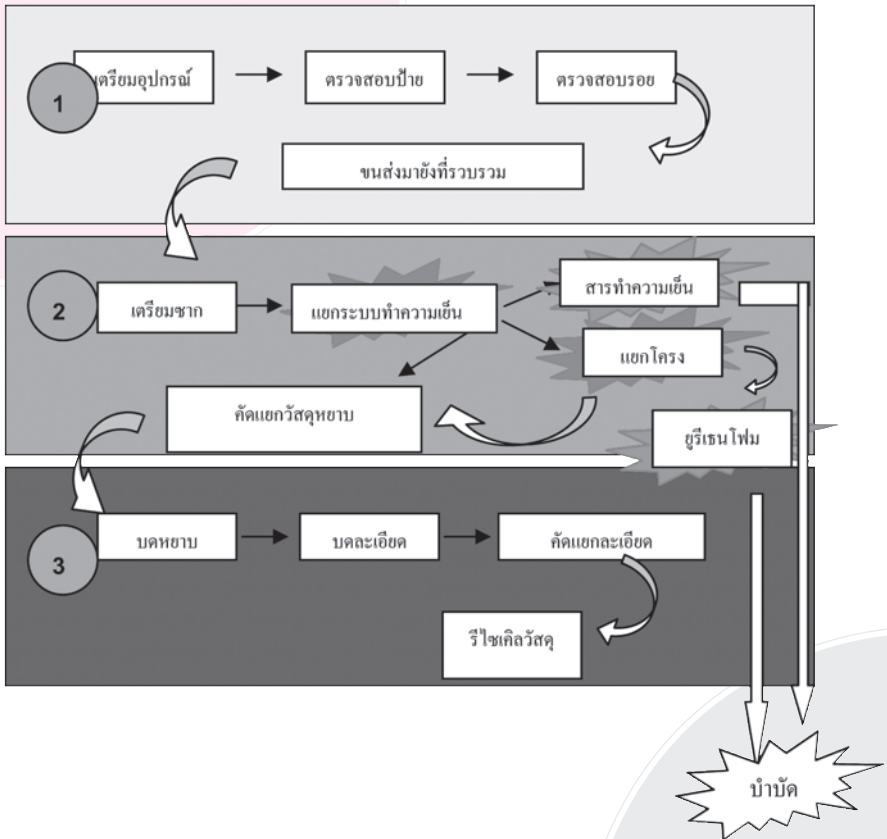 1
เตรียมอุปกรณ์
ตรวจสอบป้าย
ตรวจสอบรอย
ขนส่งมายังที่รวบรวม
2
เตรียมซาก
แยกระบบทำความเย็น
สารทำความเย็น
แยกโครง
คัดแยกวัสดุหยาบ
ยูรีเธนโฟม
3
บดหยาบ
บดละเอียด
คัดแยกละเอียด
รีไซเคิลวัสดุ
บำบัด